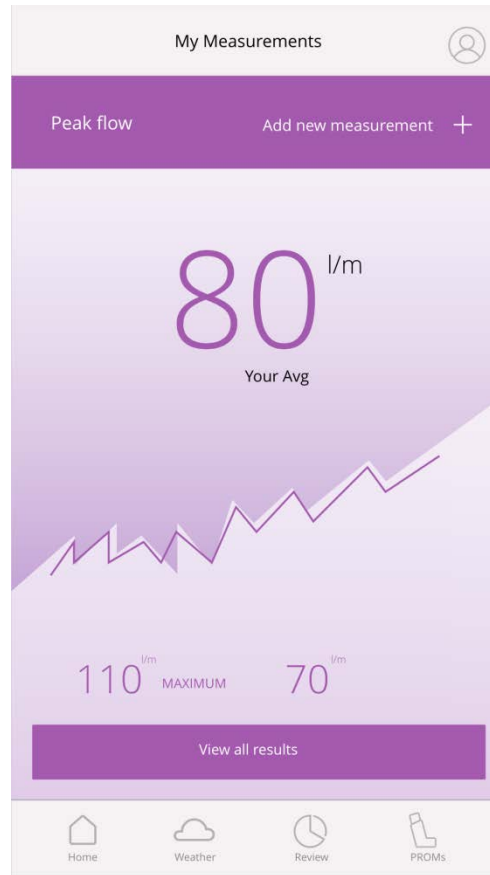 My Measurements
Peak flow
Add new measurement +
80 l/m
Your Avg
110 l/m MAXIMUM 70 l/m
View all results
Home Weather Review PROMs